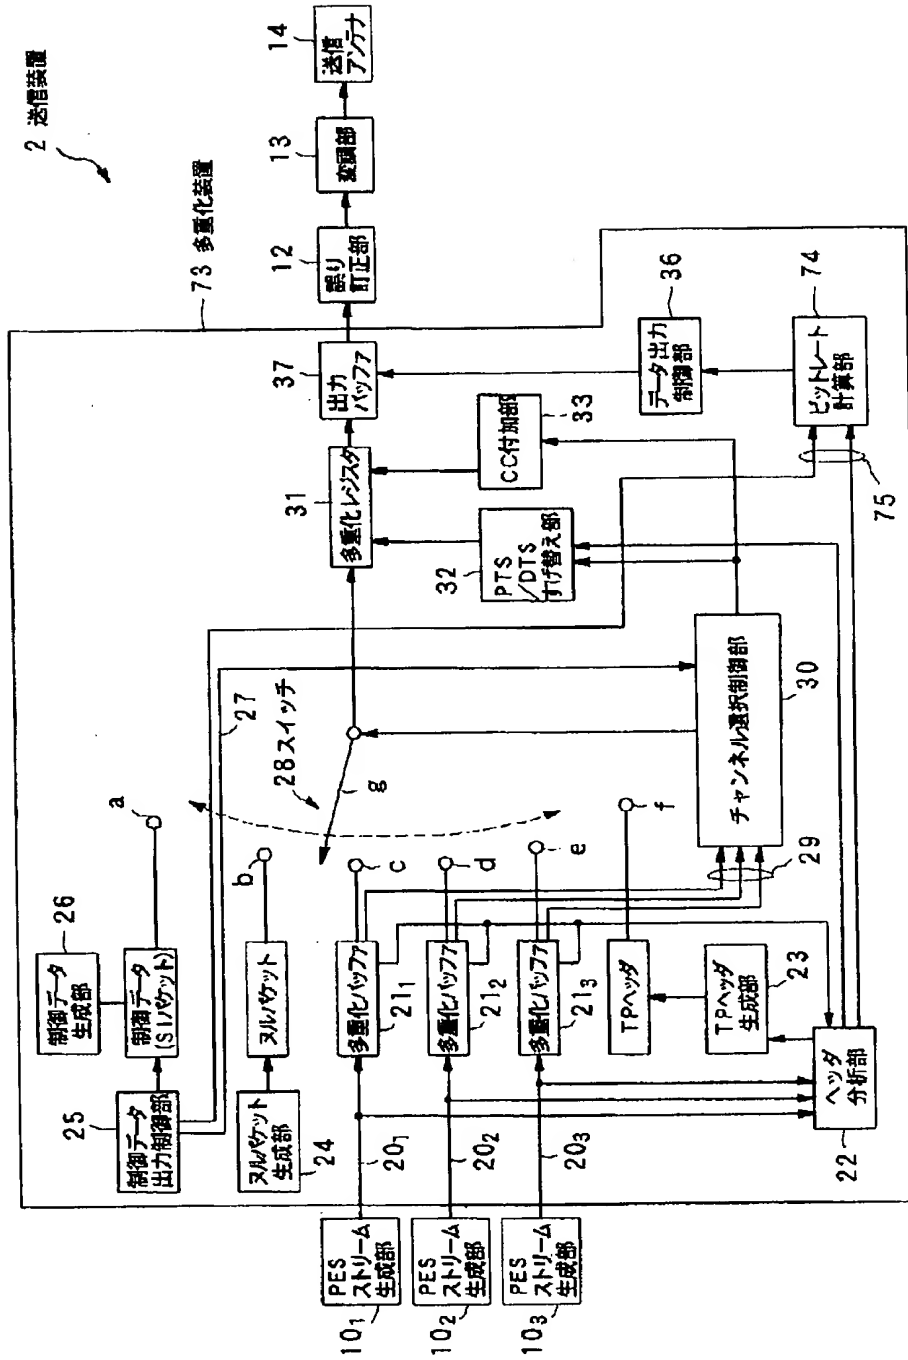 2 送信装置
73 多重化装置
14
送信
アンテナ
13
変調部
12
誤り
訂正部
37
出力
バッファ
31
多重化レジスタ
36
データ出力
制御部
74
ビットレート
計算部
75
33
CC付加部
32
PTS
/DTS
すげ替え部
27
28スイッチ
g
30
チャンネル選択制御部
29
a
b
c
d
e
f
26
制御データ
生成部
制御データ
(SIパケット)
25
制御データ
出力制御部
ヌルパケット
24
ヌルパケット
生成部
多重化バッファ
21₁
多重化バッファ
21₂
多重化バッファ
21₃
TPヘッダ
23
TPヘッダ
生成部
22
ヘッダ
分析部
20₁
20₂
20₃
PES
ストリーム
生成部
10₁
PES
ストリーム
生成部
10₂
PES
ストリーム
生成部
10₃